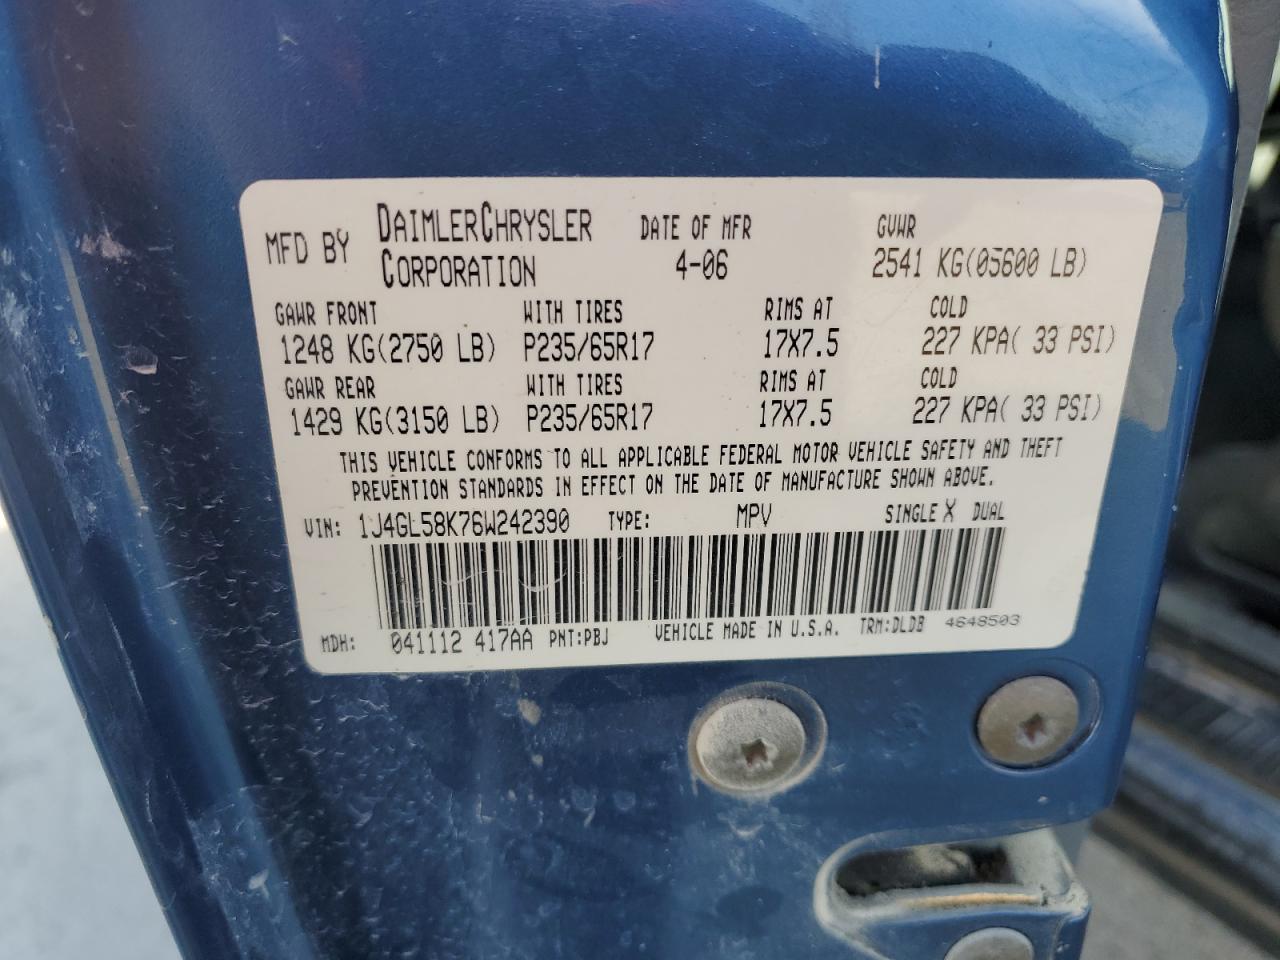 MFD BY DAIMLERCHRYSLER CORPORATION DATE OF MFR 4-06 GVWR 2541 KG(05600 LB)
GAWR FRONT WITH TIRES RIMS AT COLD
1248 KG(2750 LB) P235/65R17 17X7.5 227 KPA( 33 PSI)
GAWR REAR WITH TIRES RIMS AT COLD
1429 KG(3150 LB) P235/65R17 17X7.5 227 KPA( 33 PSI)
THIS VEHICLE CONFORMS TO ALL APPLICABLE FEDERAL MOTOR VEHICLE SAFETY AND THEFT
PREVENTION STANDARDS IN EFFECT ON THE DATE OF MANUFACTURE SHOWN ABOVE.
VIN: 1J4GL58K76W242390 TYPE: MPV SINGLE X DUAL
MDH: 041112 417AA PNT:PBJ VEHICLE MADE IN U.S.A. TRM:DLDB 4648503